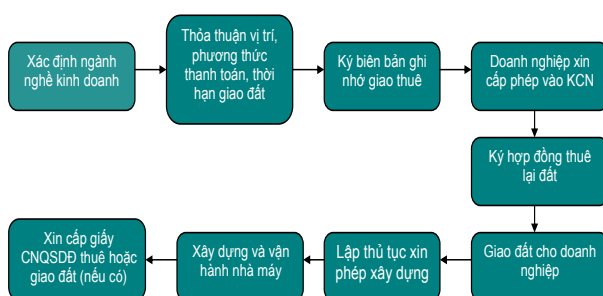 Xác định ngành
nghề kinh doanh
Thỏa thuận vị trí,
phương thức
thanh toán, thời
hạn giao đất
Ký biên bản ghi
nhớ giao thuê
Doanh nghiệp xin
cấp phép vào KCN
Ký hợp đồng thuê
lại đất
Giao đất cho doanh
nghiệp
Lập thủ tục xin
phép xây dựng
Xây dựng và vận
hành nhà máy
Xin cấp giấy
CNQSDĐ thuê hoặc
giao đất (nếu có)